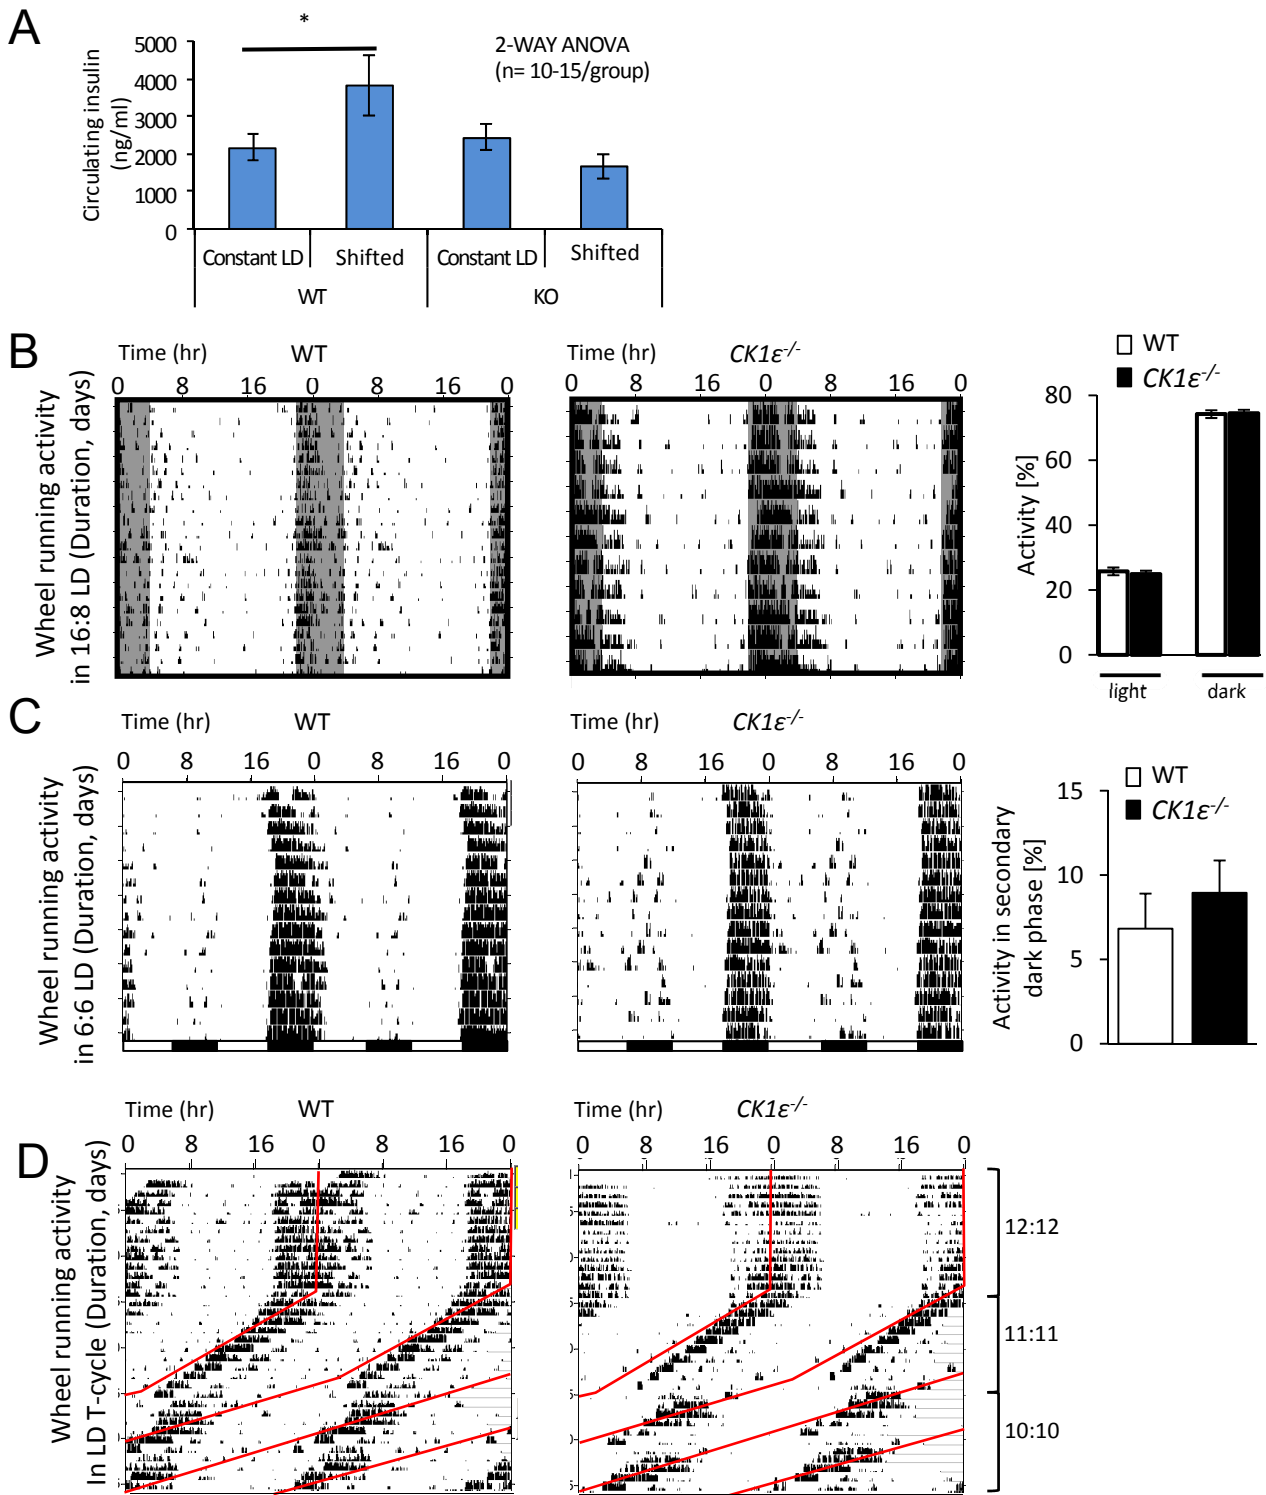 A
*
5000
4000
3000
2000
1000
0
Circulating insulin
(ng/ml)
2-WAY ANOVA
(n= 10-15/group)
Constant LD
Shifted
Constant LD
Shifted
WT
KO
B
Time (hr)
WT
0 8 16 0 8 16 0
Wheel running activity
in 16:8 LD (Duration, days)
Time (hr)
CK1ε-/-
0 8 16 0 8 16 0
WT
CK1ε-/-
80
60
40
20
0
Activity [%]
light
dark
C
Time (hr)
WT
0 8 16 0 8 16 0
Wheel running activity
in 6:6 LD (Duration, days)
Time (hr)
CK1ε-/-
0 8 16 0 8 16 0
WT
CK1ε-/-
15
10
5
0
Activity in secondary
dark phase [%]
D
Time (hr)
WT
0 8 16 0 8 16 0
Wheel running activity
In LD T-cycle (Duration, days)
Time (hr)
CK1ε-/-
0 8 16 0 8 16 0
12:12
11:11
10:10